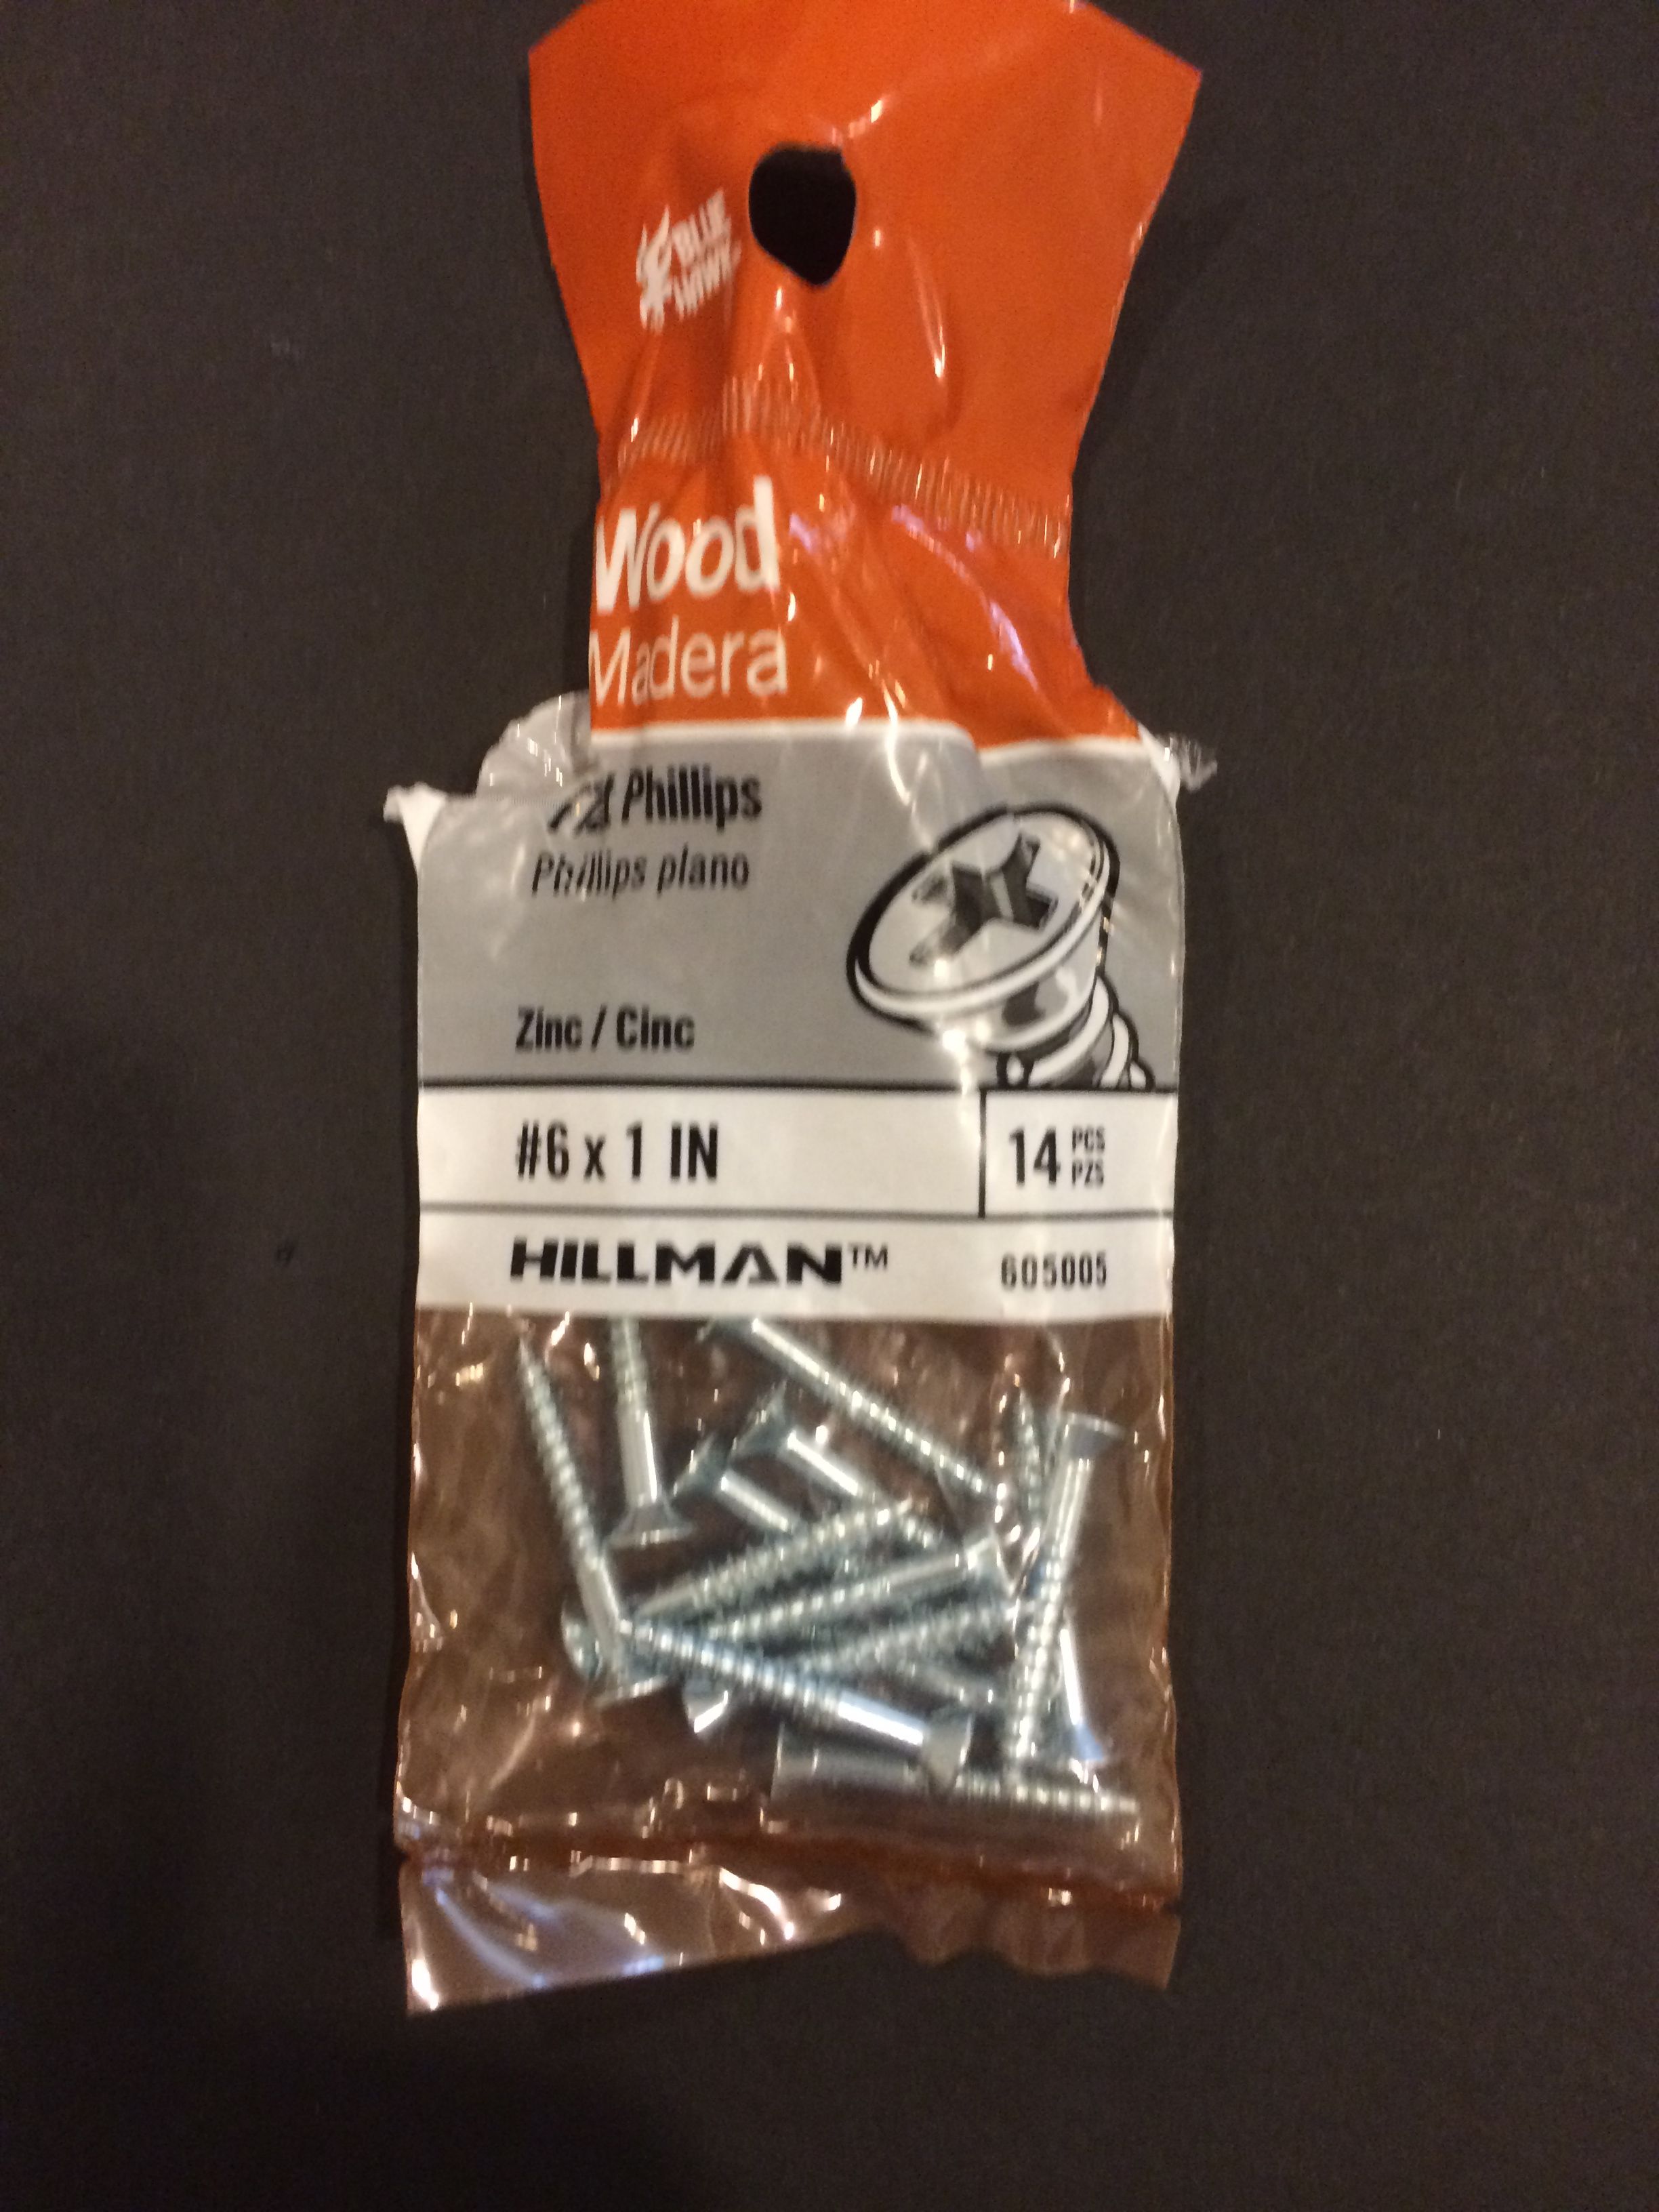 BLUE
HAWK
Wood
Madera
Phillips
Phillips plano
Zinc / Cinc
#6 x 1 IN
14 PCS
PZS
HILLMAN™
605005